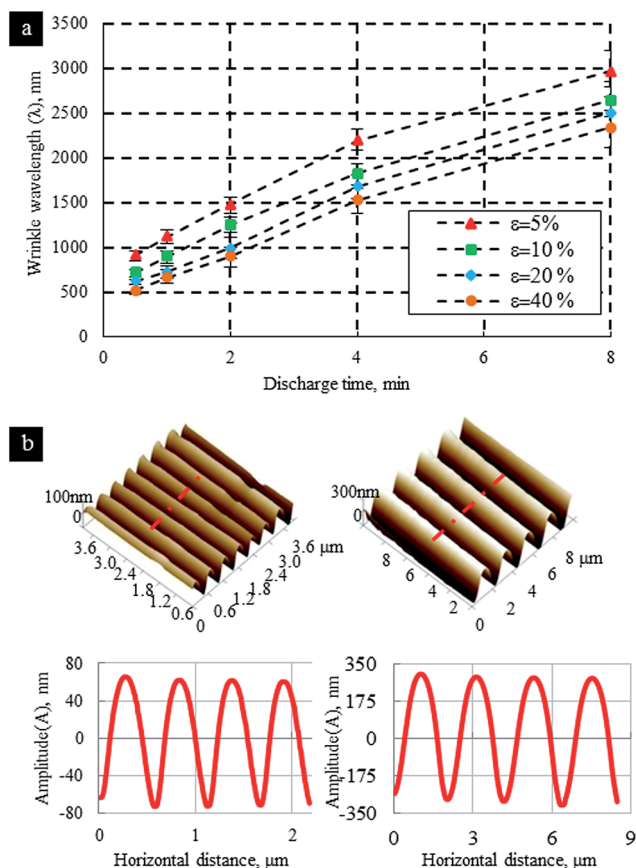 a
3500
3000
2500
2000
1500
1000
500
0
Wrinkle wavelength (λ), nm
ε=5%
ε=10 %
ε=20 %
ε=40 %
0 2 4 6 8
Discharge time, min
b
100nm
0
3.6
3.0
2.4
1.8
1.2
0.6
0
0.6
1.2
1.8
2.4
3.0
3.6 µm
300nm
0
8
6
4
2
0
2
4
6
8 µm
80
40
0
-40
-80
Amplitude(A), nm
0 1 2
Horizontal distance, µm
350
175
0
-175
-350
Amplitude(A), nm
0 3 6 9
Horizontal distance, µm